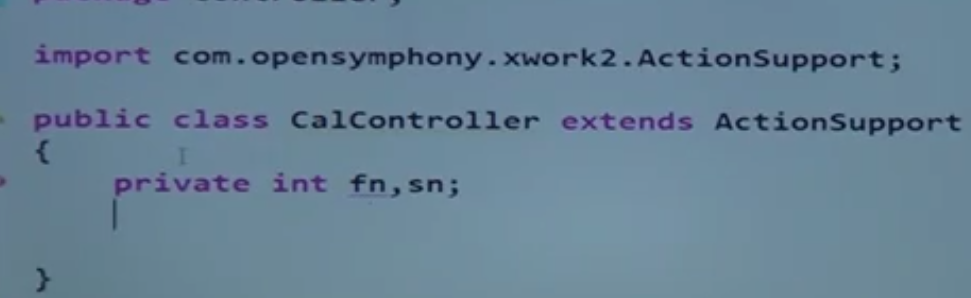 import com.opensymphony.xwork2.ActionSupport;
public class CalController extends ActionSupport
{
private int fn,sn;
}